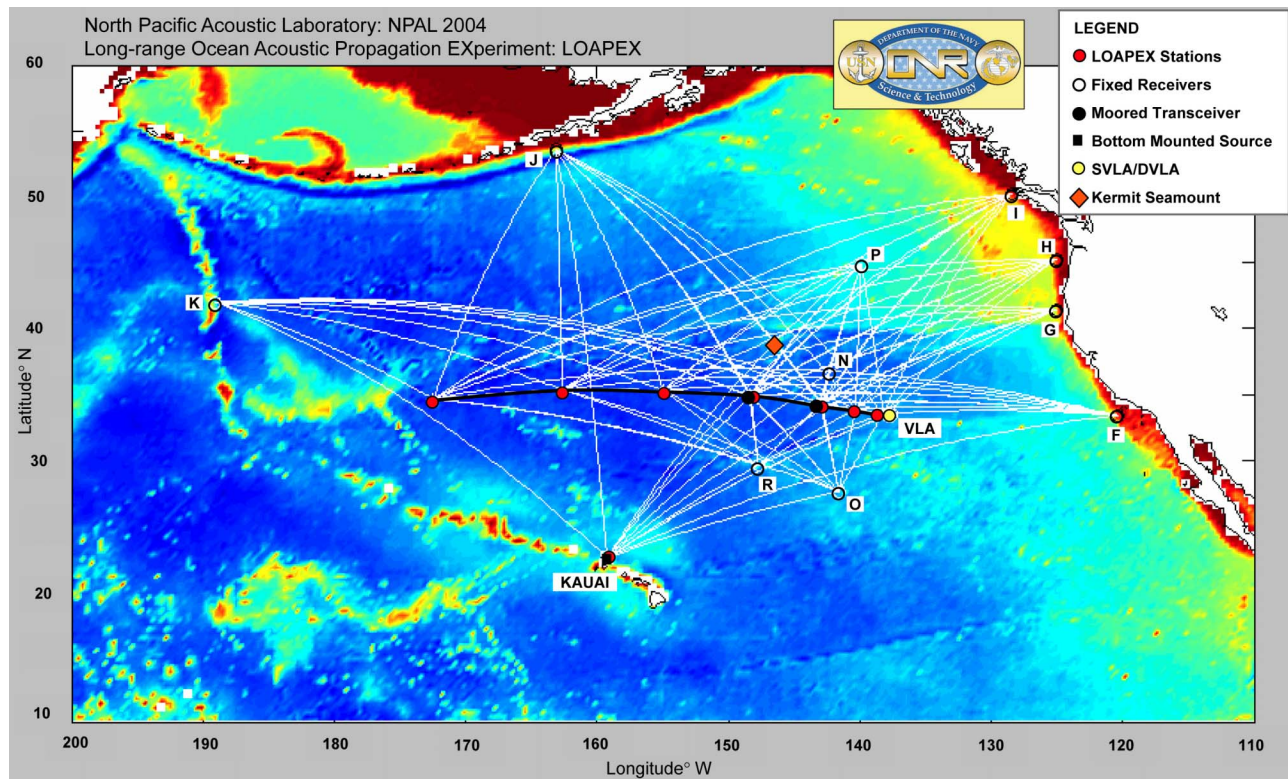 North Pacific Acoustic Laboratory: NPAL 2004
Long-range Ocean Acoustic Propagation EXperiment: LOAPEX
DEPARTMENT OF THE NAVY
ONR
Science & Technology
LEGEND
LOAPEX Stations
Fixed Receivers
Moored Transceiver
Bottom Mounted Source
SVLA/DVLA
Kermit Seamount
60
50
40
30
20
10
Latitude° N
J
I
H
P
K
G
N
VLA
F
R
O
KAUAI
200
190
180
170
160
150
140
130
120
110
Longitude° W